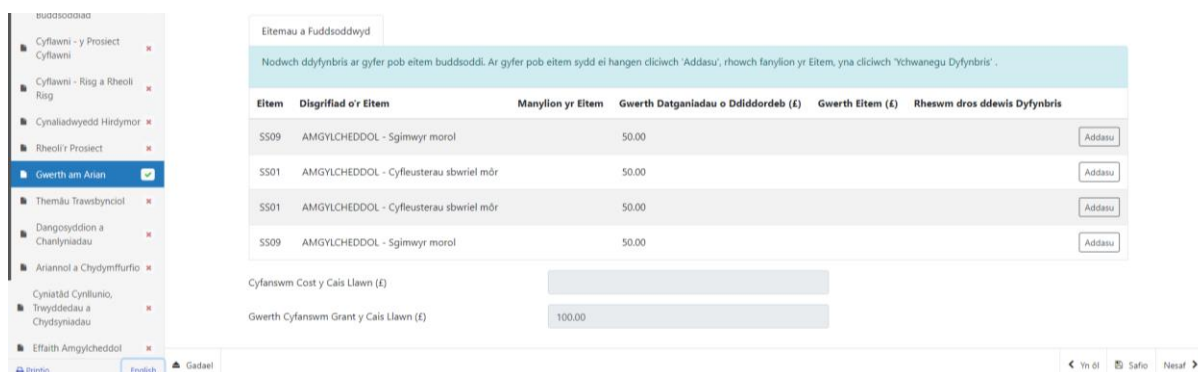 Buddsoddiad
Cyflawni - y Prosiect
Cyflawni
Cyflawni - Risg a Rheoli
Risg
Cynaliadwyedd Hirdymor
Rheoli'r Prosiect
Gwerth am Arian
Themâu Trawsbynciol
Dangosyddion a
Chanlyniadau
Ariannol a Chydymffurfio
Cyniatâd Cynllunio,
Trwyddedau a
Chydsyniadau
Effaith Amgylcheddol
Printio English
Eitemau a Fuddsoddwyd
Nodwch ddyfynbris ar gyfer pob eitem buddsoddi. Ar gyfer pob eitem sydd ei hangen cliciwch 'Addasu', rhowch fanylion yr Eitem, yna cliciwch 'Ychwanegu Dyfynbris' .
Eitem Disgrifiad o'r Eitem Manylion yr Eitem Gwerth Datganiadau o Ddiddordeb (£) Gwerth Eitem (£) Rheswm dros ddewis Dyfynbris
SS09 AMGYLCHEDDOL - Sgimwyr morol 50.00 Addasu
SS01 AMGYLCHEDDOL - Cyfleusterau sbwriel môr 50.00 Addasu
SS01 AMGYLCHEDDOL - Cyfleusterau sbwriel môr 50.00 Addasu
SS09 AMGYLCHEDDOL - Sgimwyr morol 50.00 Addasu
Cyfanswm Cost y Cais Llawn (£)
Gwerth Cyfanswm Grant y Cais Llawn (£) 100.00
Gadael Yn ôl Safio Nesaf